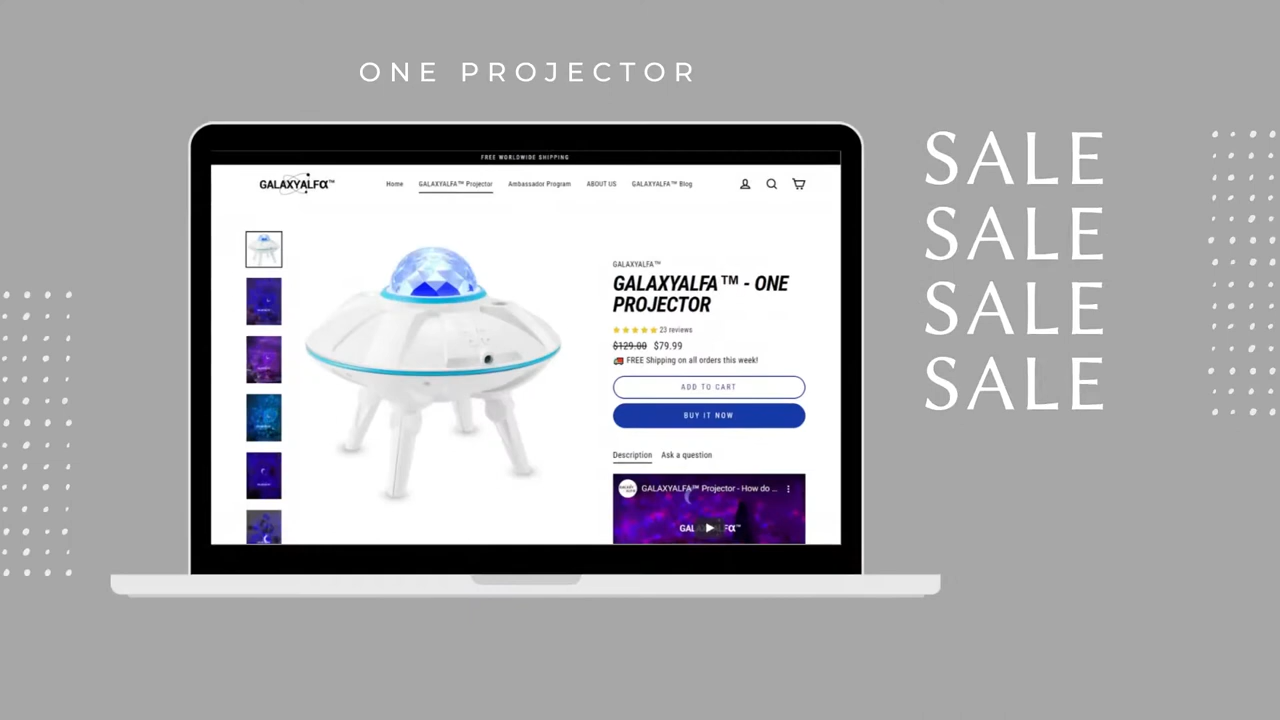 ONE PROJECTOR
FREE WORLDWIDE SHIPPING
GALAXYALFα™
Home GALAXYALFA™ Projector Ambassador Program ABOUT US GALAXYALFA™ Blog
GALAXYALFA™
GALAXYALFA™ - ONE
PROJECTOR
23 reviews
$129.00 $79.99
FREE Shipping on all orders this week!
ADD TO CART
BUY IT NOW
Description Ask a question
GALAXYALFA™ Projector - How do ...
SALE
SALE
SALE
SALE